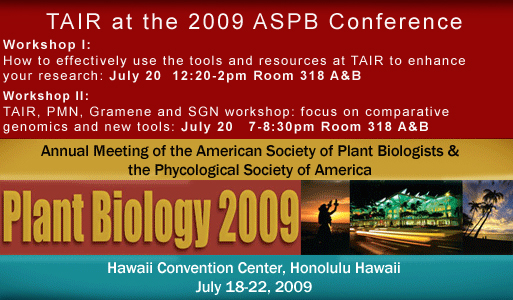 TAIR at the 2009 ASPB Conference
Workshop I:
How to effectively use the tools and resources at TAIR to enhance
your research: July 20 12:20-2pm Room 318 A&B
Workshop II:
TAIR, PMN, Gramene and SGN workshop: focus on comparative
genomics and new tools: July 20 7-8:30pm Room 318 A&B
Annual Meeting of the American Society of Plant Biologists &
the Phycological Society of America
Plant Biology 2009
Hawaii Convention Center, Honolulu Hawaii
July 18-22, 2009